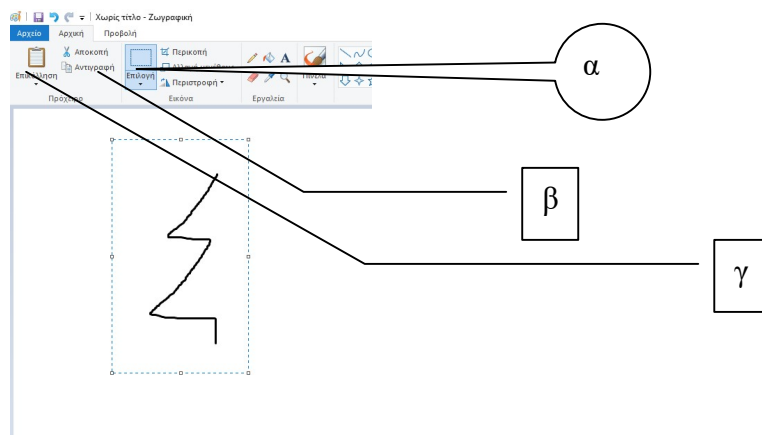 Χωρίς τίτλο - Ζωγραφική
Αρχείο Αρχική Προβολή
Επικόλληση
Αποκοπή
Αντιγραφή
Πρόχειρο
Επιλογή
Περικοπή
Περιστροφή
Εικόνα
A
Εργαλεία
α
β
γ